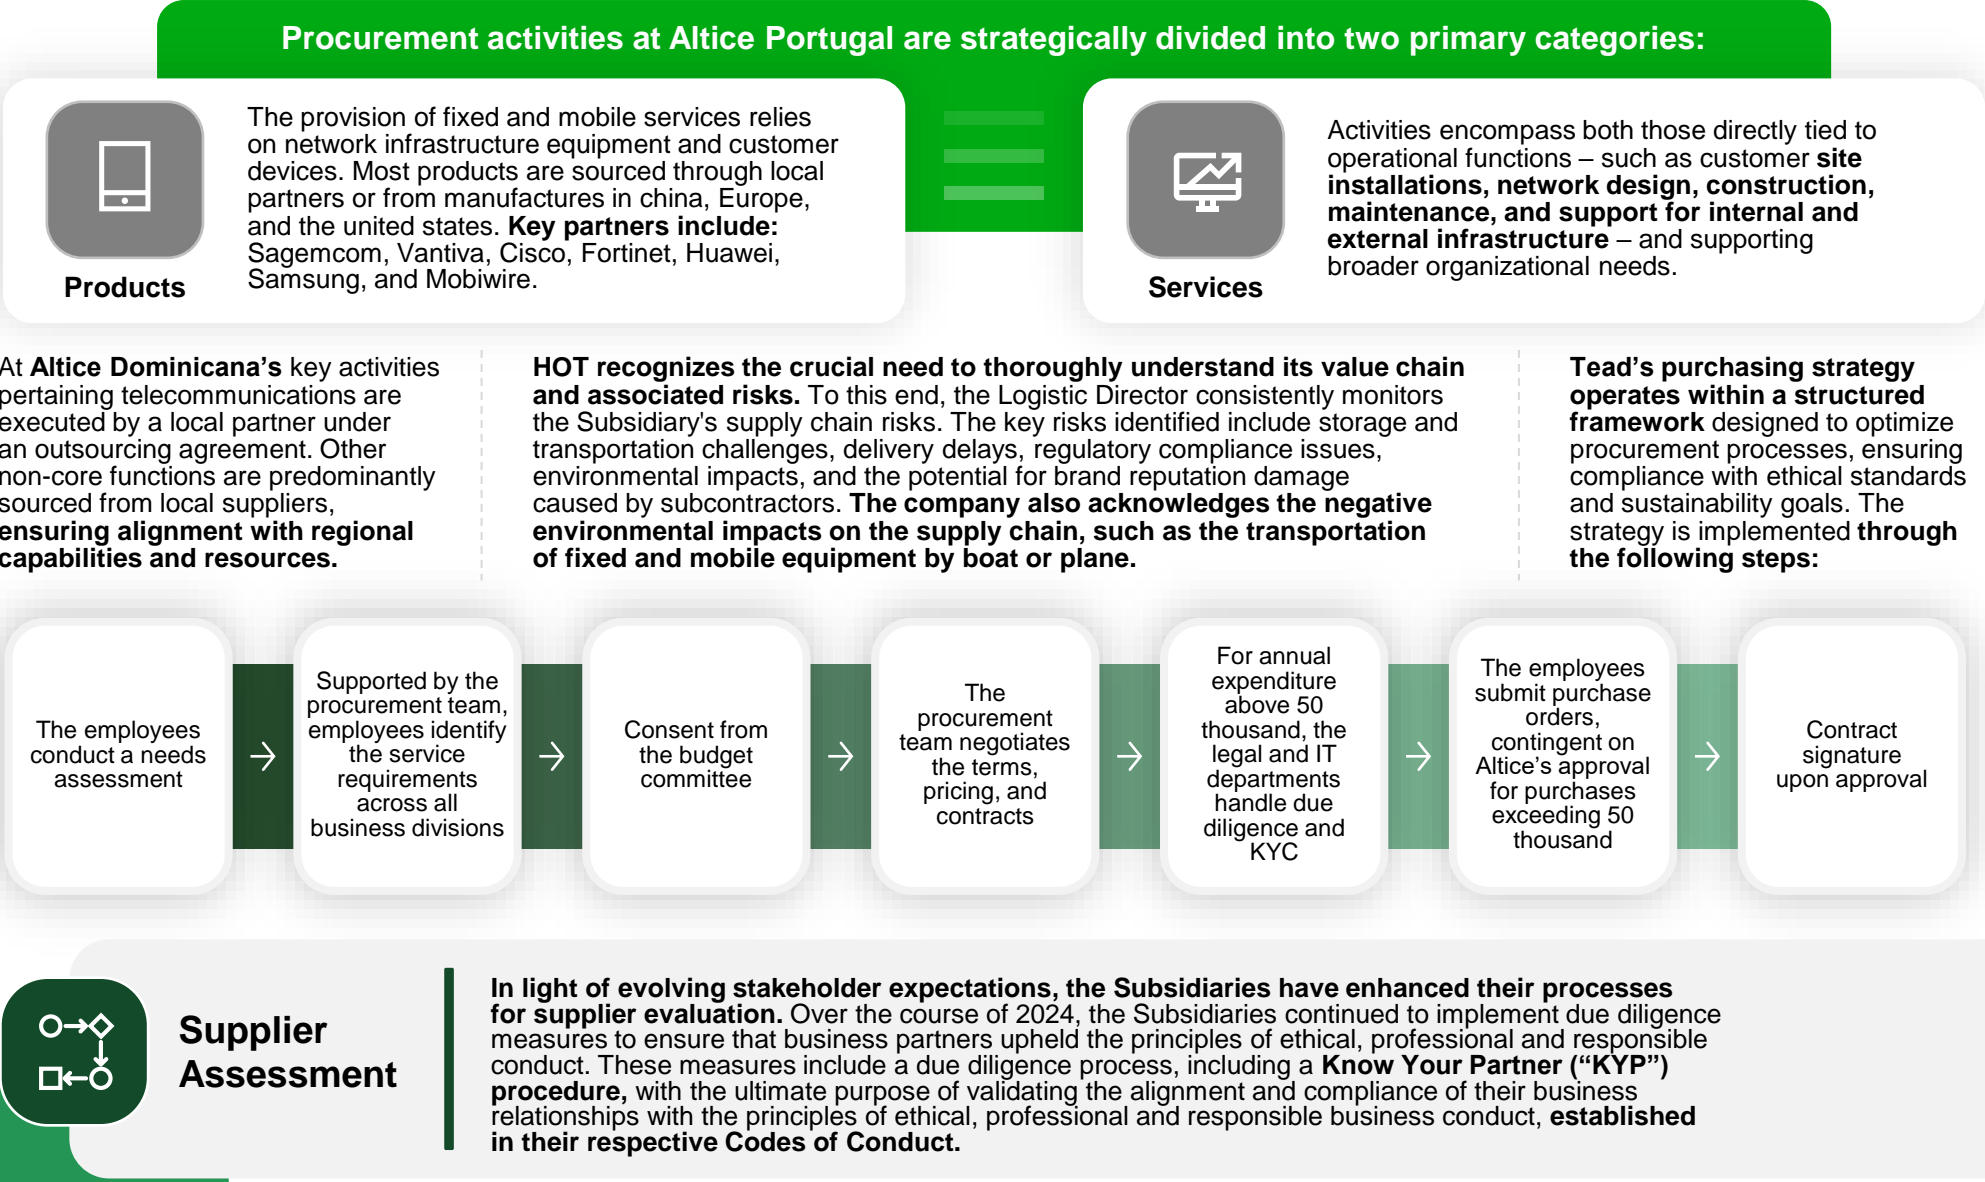 Procurement activities at Altice Portugal are strategically divided into two primary categories:
Products
The provision of fixed and mobile services relies
on network infrastructure equipment and customer
devices. Most products are sourced through local
partners or from manufactures in china, Europe,
and the united states. Key partners include:
Sagemcom, Vantiva, Cisco, Fortinet, Huawei,
Samsung, and Mobiwire.
Services
Activities encompass both those directly tied to
operational functions – such as customer site
installations, network design, construction,
maintenance, and support for internal and
external infrastructure – and supporting
broader organizational needs.
At Altice Dominicana’s key activities
pertaining telecommunications are
executed by a local partner under
an outsourcing agreement. Other
non-core functions are predominantly
sourced from local suppliers,
ensuring alignment with regional
capabilities and resources.
HOT recognizes the crucial need to thoroughly understand its value chain
and associated risks. To this end, the Logistic Director consistently monitors
the Subsidiary's supply chain risks. The key risks identified include storage and
transportation challenges, delivery delays, regulatory compliance issues,
environmental impacts, and the potential for brand reputation damage
caused by subcontractors. The company also acknowledges the negative
environmental impacts on the supply chain, such as the transportation
of fixed and mobile equipment by boat or plane.
Tead’s purchasing strategy
operates within a structured
framework designed to optimize
procurement processes, ensuring
compliance with ethical standards
and sustainability goals. The
strategy is implemented through
the following steps:
The employees
conduct a needs
assessment
Supported by the
procurement team,
employees identify
the service
requirements
across all
business divisions
Consent from
the budget
committee
The
procurement
team negotiates
the terms,
pricing, and
contracts
For annual
expenditure
above 50
thousand, the
legal and IT
departments
handle due
diligence and
KYC
The employees
submit purchase
orders,
contingent on
Altice’s approval
for purchases
exceeding 50
thousand
Contract
signature
upon approval
Supplier
Assessment
In light of evolving stakeholder expectations, the Subsidiaries have enhanced their processes
for supplier evaluation. Over the course of 2024, the Subsidiaries continued to implement due diligence
measures to ensure that business partners upheld the principles of ethical, professional and responsible
conduct. These measures include a due diligence process, including a Know Your Partner (“KYP”)
procedure, with the ultimate purpose of validating the alignment and compliance of their business
relationships with the principles of ethical, professional and responsible business conduct, established
in their respective Codes of Conduct.